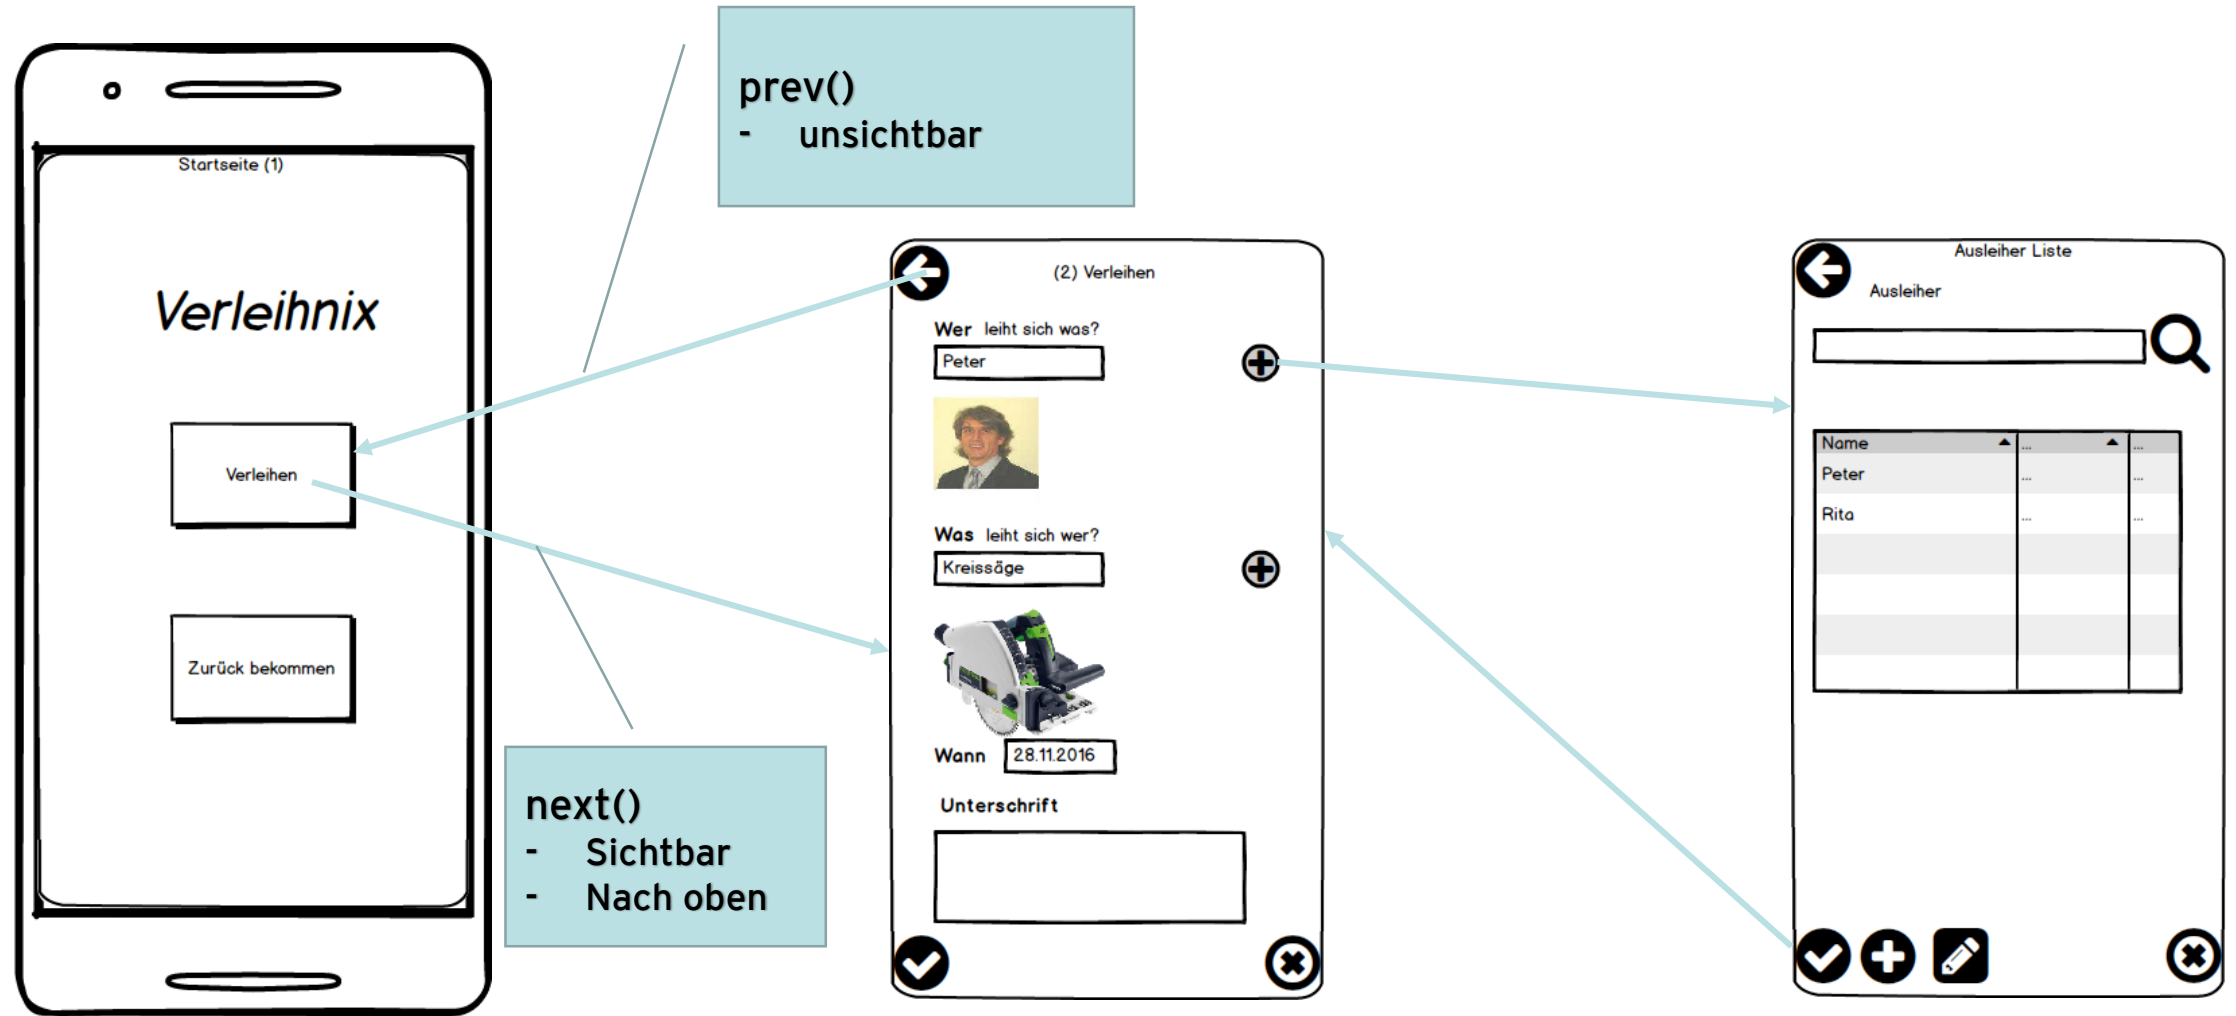 prev()
- unsichtbar
Startseite (1)
Verleihnix
Verleihen
Zurück bekommen
next()
- Sichtbar
- Nach oben
(2) Verleihen
Wer leiht sich was?
Peter
Was leiht sich wer?
Kreissäge
Wann 28.11.2016
Unterschrift
Ausleiher Liste
Ausleiher
Name ... ...
Peter ... ...
Rita ... ...